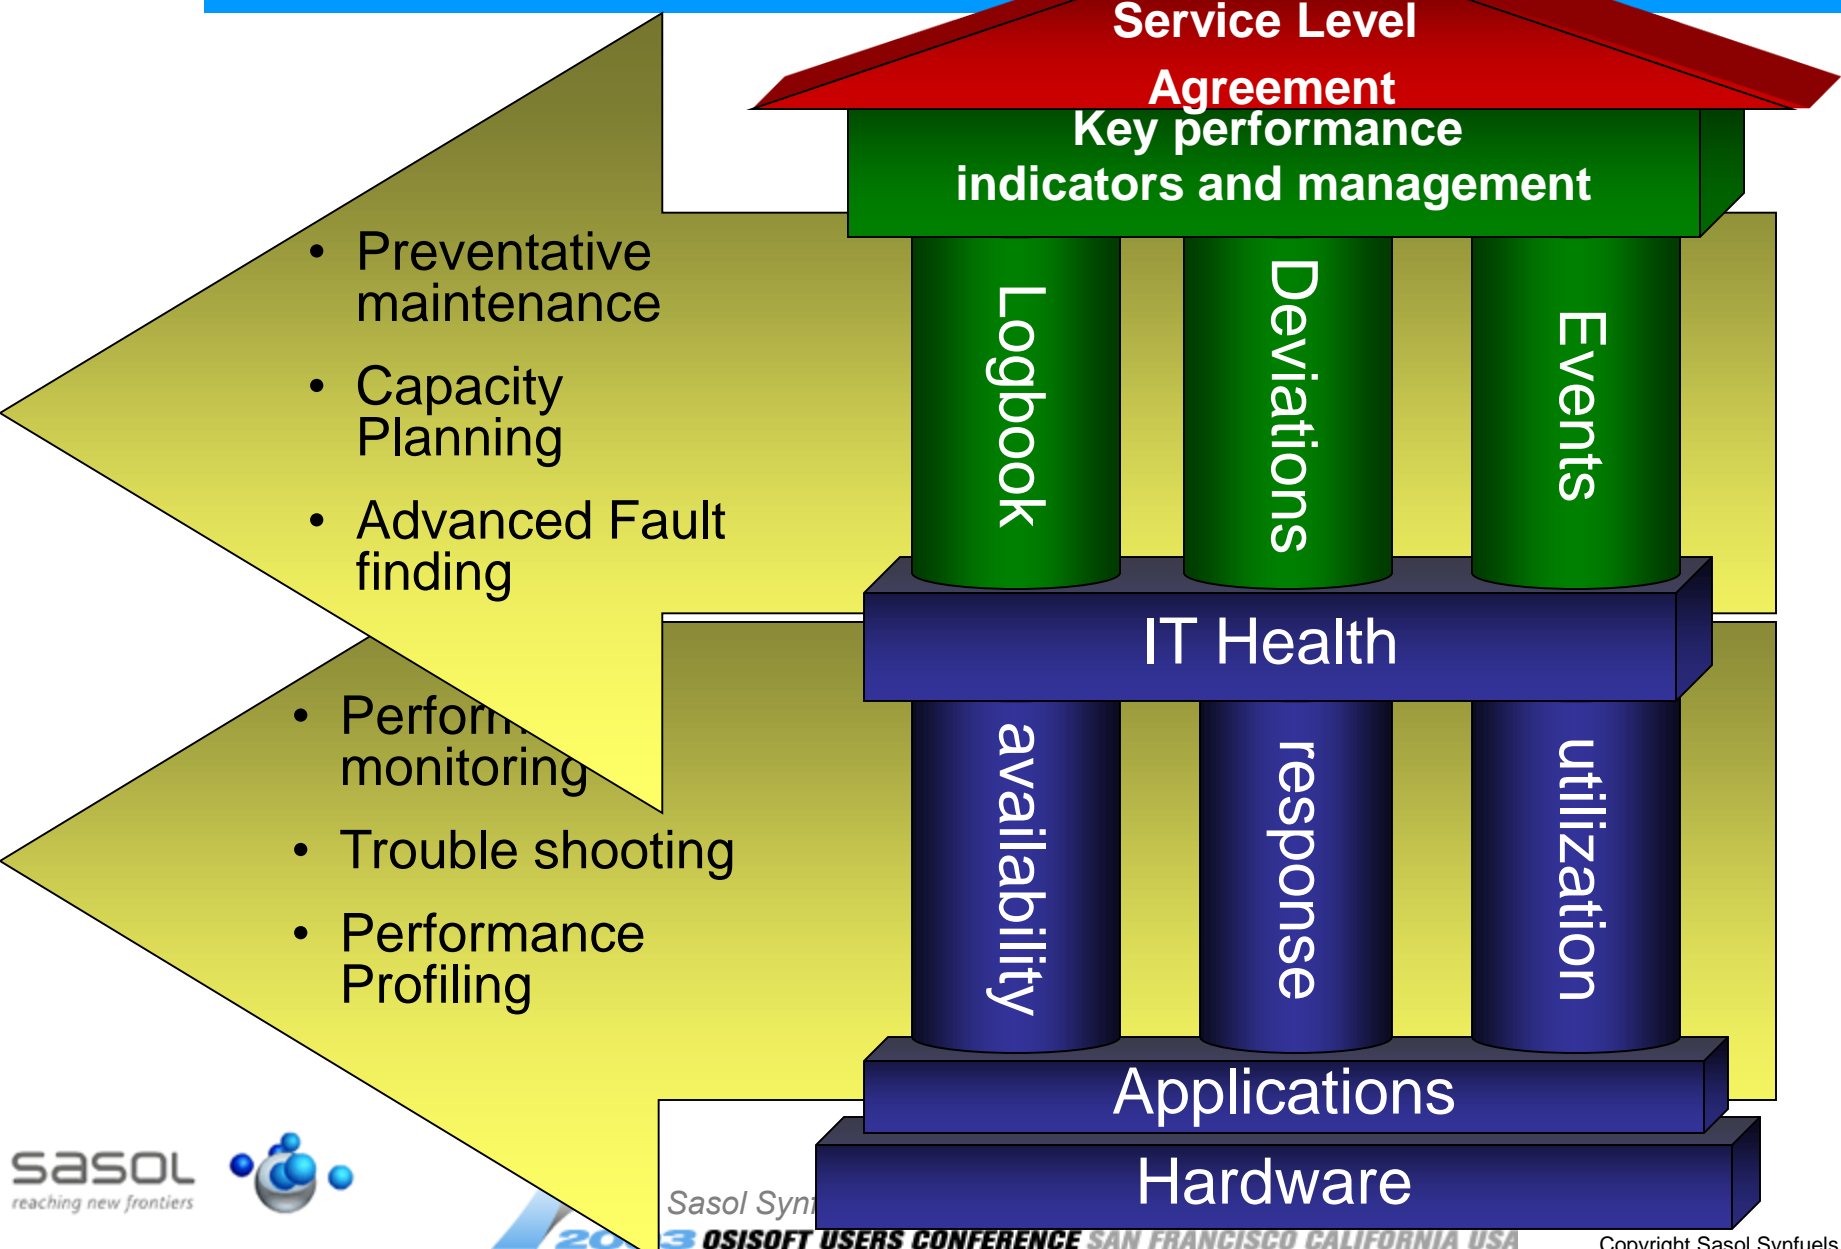 Service Level
Agreement
Key performance
indicators and management
• Preventative
maintenance
• Capacity
Planning
• Advanced Fault
finding
Logbook
Deviations
Events
IT Health
•
monitoring
• Trouble shooting
• Performance
Profiling
availability
response
utilization
Applications
Hardware
sasol
reaching new frontiers
Sasol
OSISOFT USERS CONFERENCE SAN FRANCISCO CALIFORNIA USA
Copyright Sasol Synfuels